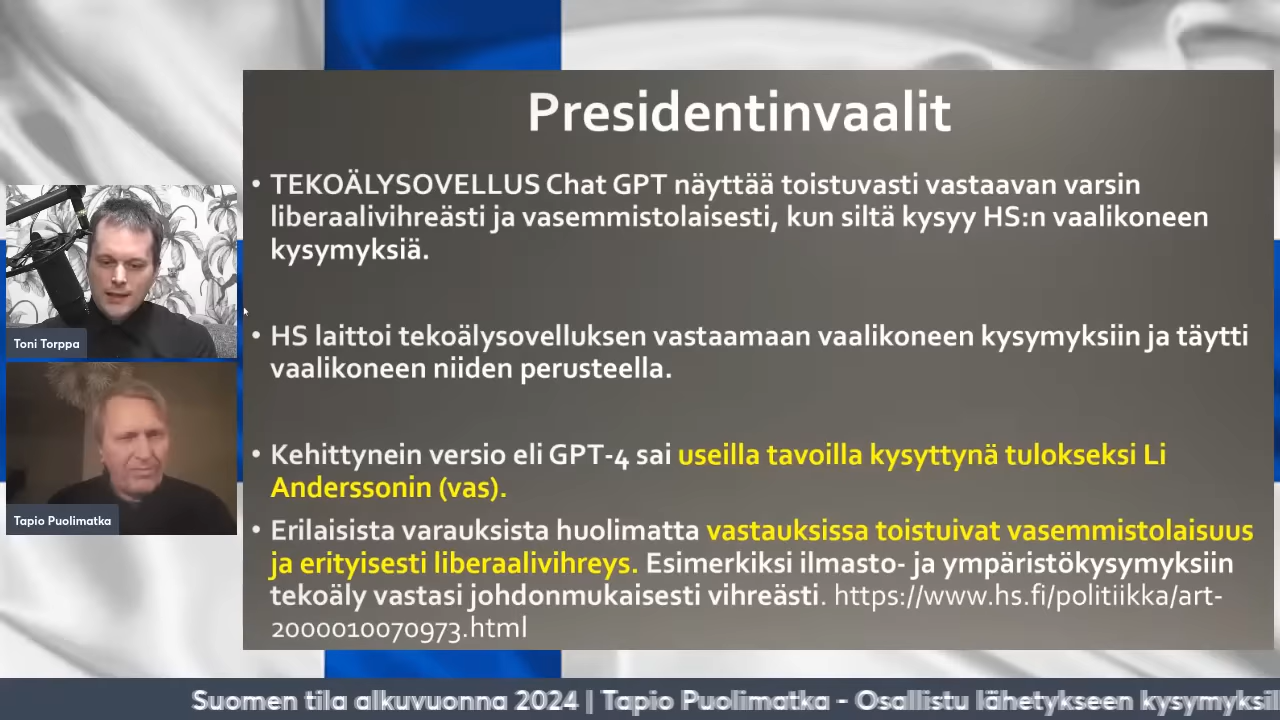 Presidentinvaalit
• TEKOÄLYSOVELLUS Chat GPT näyttää toistuvasti vastaavan varsin
liberaalivihreästi ja vasemmistolaisesti, kun siltä kysyy HS:n vaalikoneen
kysymyksiä.
• HS laittoi tekoälysovelluksen vastaamaan vaalikoneen kysymyksiin ja täytti
vaalikoneen niiden perusteella.
• Kehittynein versio eli GPT-4 sai useilla tavoilla kysyttynä tulokseksi Li
Anderssonin (vas).
• Erilaisista varauksista huolimatta vastauksissa toistuivat vasemmistolaisuus
ja erityisesti liberaalivihreys. Esimerkiksi ilmasto- ja ympäristökysymyksiin
tekoäly vastasi johdonmukaisesti vihreästi. https://www.hs.fi/politiikka/art-
2000010070973.html
Toni Torppa
Tapio Puolimatka
Suomen tila alkuvuonna 2024 | Tapio Puolimatka - Osallistu lähetykseen